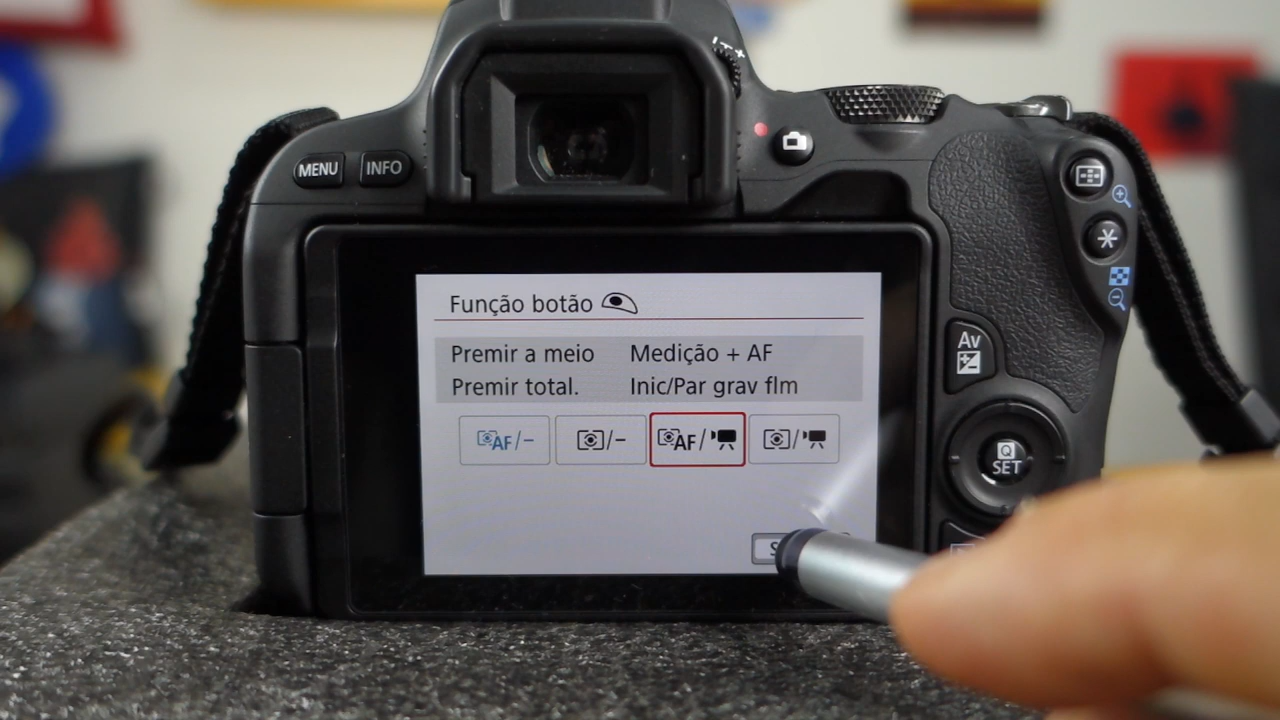 MENU INFO
Função botão
Premir a meio Medição + AF
Premir total. Inic/Par grav flm
AF/- /- AF/ /
Av
Q
SET